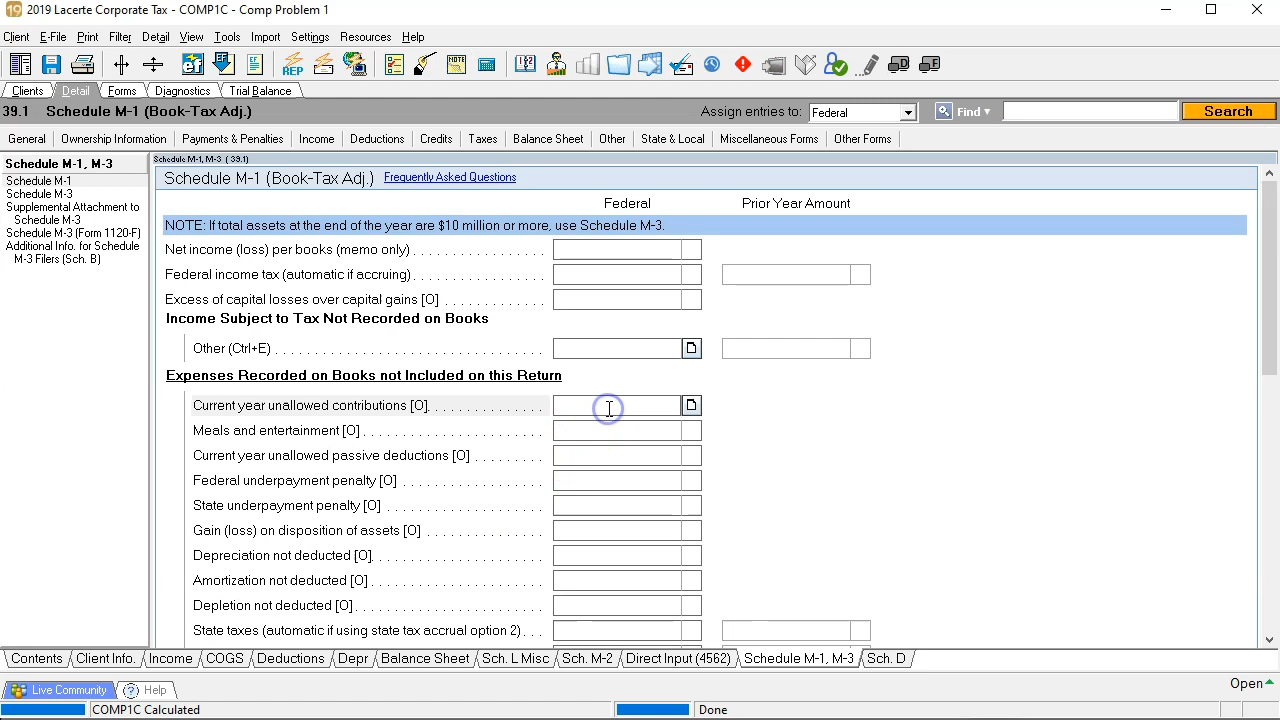 19 2019 Lacerte Corporate Tax - COMP1C - Comp Problem 1
Client E-File Print Filter Detail View Tools Import Settings Resources Help
REP
Clients Detail Forms Diagnostics Trial Balance
39.1 Schedule M-1 (Book-Tax Adj.) Assign entries to: Federal Find Search
General Ownership Information Payments & Penalties Income Deductions Credits Taxes Balance Sheet Other State & Local Miscellaneous Forms Other Forms
Schedule M-1, M-3
Schedule M-1
Schedule M-3
Supplemental Attachment to
Schedule M-3
Schedule M-3 (Form 1120-F)
Additional Info. for Schedule
M-3 Filers (Sch. B)
Schedule M-1, M-3 ( 39.1)
Schedule M-1 (Book-Tax Adj.) Frequently Asked Questions
Federal Prior Year Amount
NOTE: If total assets at the end of the year are $10 million or more, use Schedule M-3.
Net income (loss) per books (memo only)
Federal income tax (automatic if accruing)
Excess of capital losses over capital gains [O]
Income Subject to Tax Not Recorded on Books
Other (Ctrl+E)
Expenses Recorded on Books not Included on this Return
Current year unallowed contributions [O]
Meals and entertainment [O]
Current year unallowed passive deductions [O]
Federal underpayment penalty [O]
State underpayment penalty [O]
Gain (loss) on disposition of assets [O]
Depreciation not deducted [O]
Amortization not deducted [O]
Depletion not deducted [O]
State taxes (automatic if using state tax accrual option 2)
Contents Client Info. Income COGS Deductions Depr Balance Sheet Sch. L Misc Sch. M-2 Direct Input (4562) Schedule M-1, M-3 Sch. D
Live Community Help Open
COMP1C Calculated Done